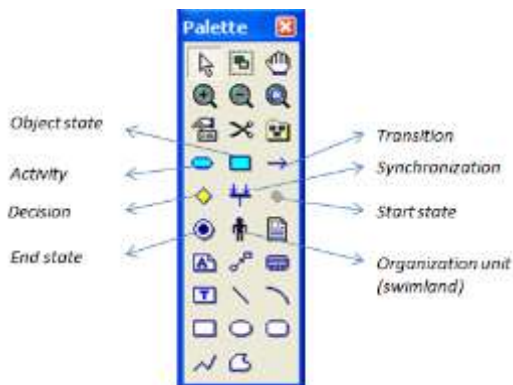 Palette
Object state
Activity
Decision
End state
Transition
Synchronization
Start state
Organization unit
(swimland)
A
T